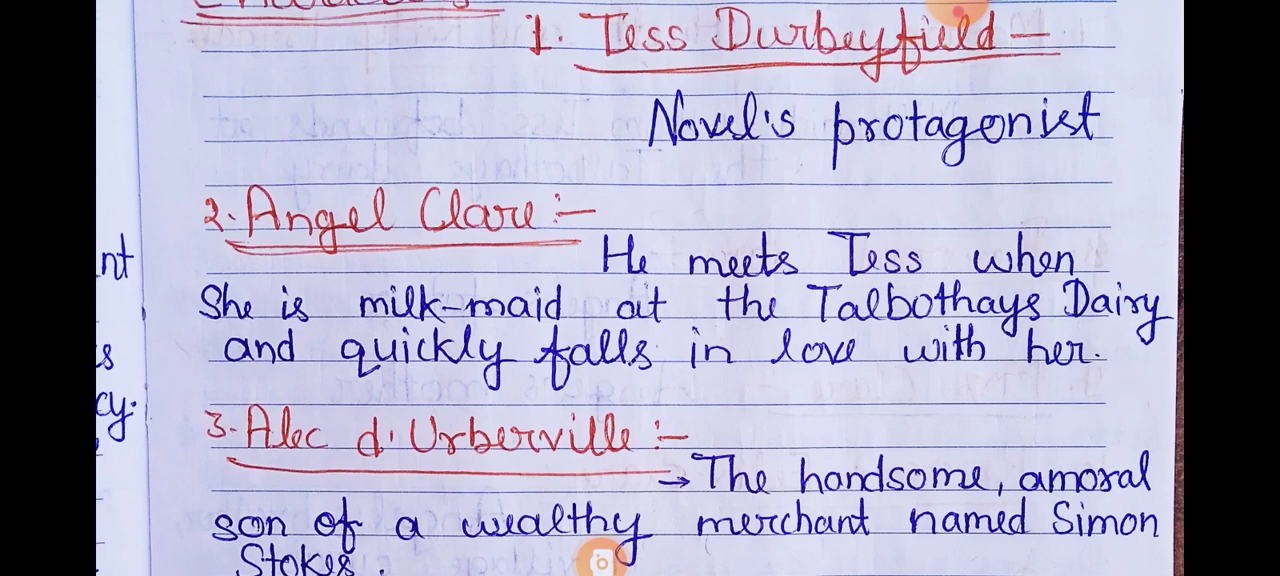 1. Tess Durbeyfield –
Novel's protagonist
2. Angel Clare :–
He meets Tess when
nt
She is milk-maid at the Talbothays Dairy
and quickly falls in love with her.
s
cy.
3. Alec d'Urberville :–
→ The handsome, amoral
son of a wealthy merchant named Simon
Stokes.